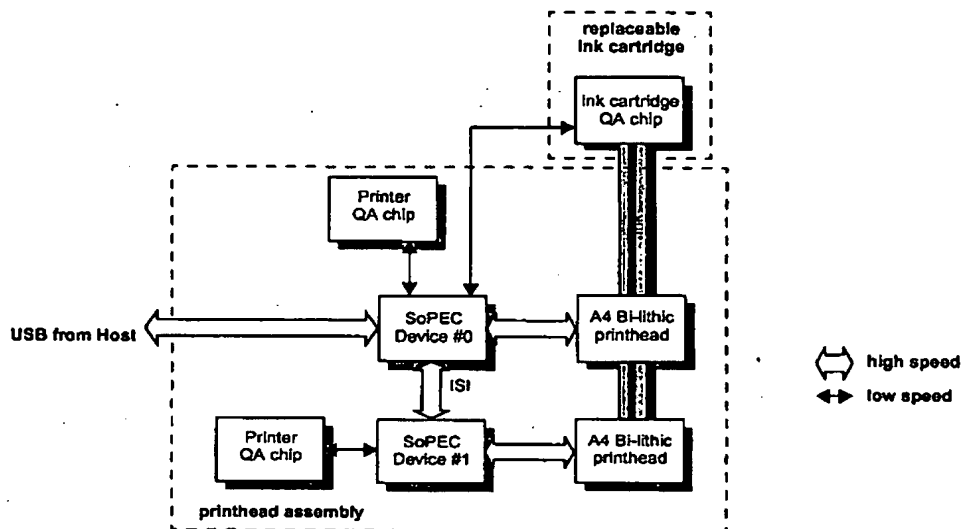 replaceable
Ink cartridge
Ink cartridge
QA chip
Printer
QA chip
SoPEC
Device #0
A4 Bi-lithic
printhead
USB from Host
high speed
ISI
low speed
Printer
QA chip
SoPEC
Device #1
A4 Bi-lithic
printhead
printhead assembly